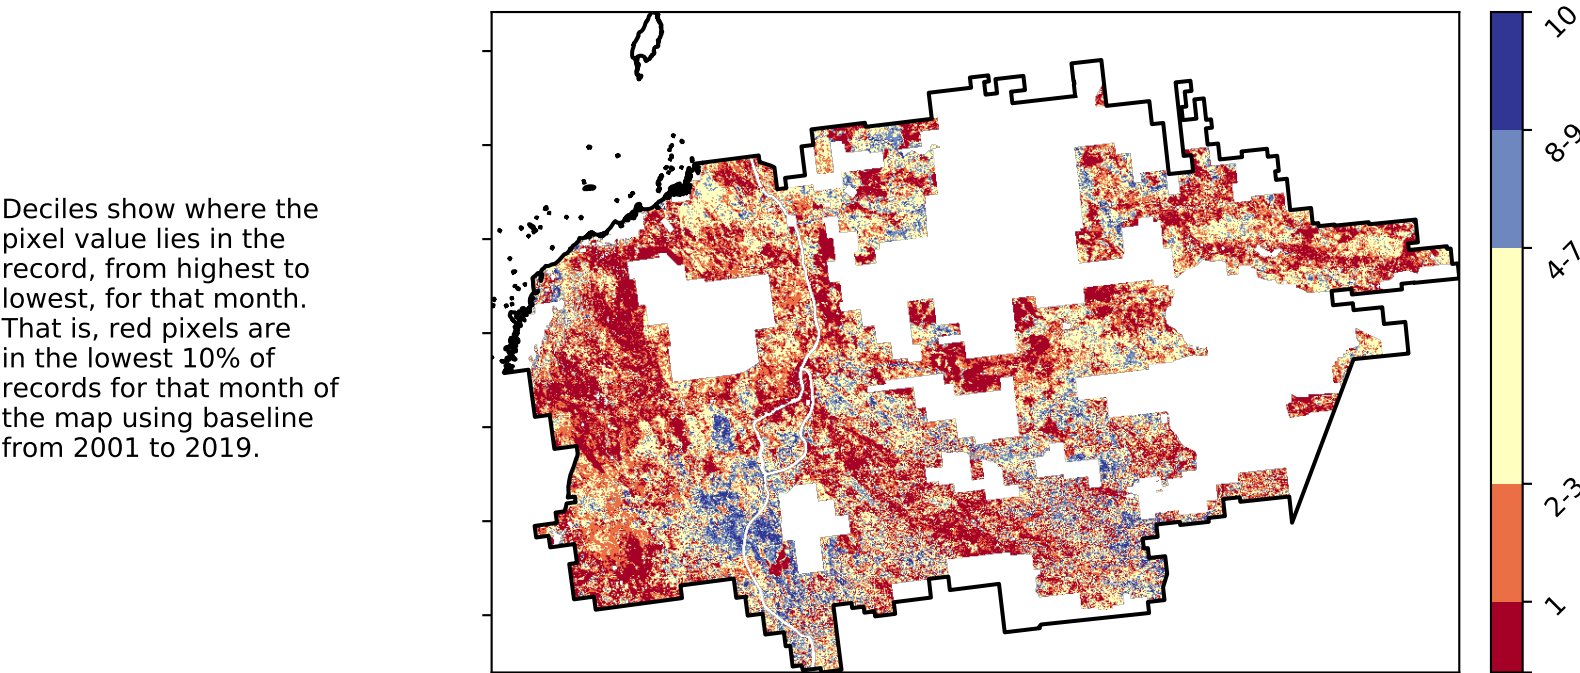 Deciles show where the
pixel value lies in the
record, from highest to
lowest, for that month.
That is, red pixels are
in the lowest 10% of
records for that month of
the map using baseline
from 2001 to 2019.
10
8-9
4-7
2-3
1